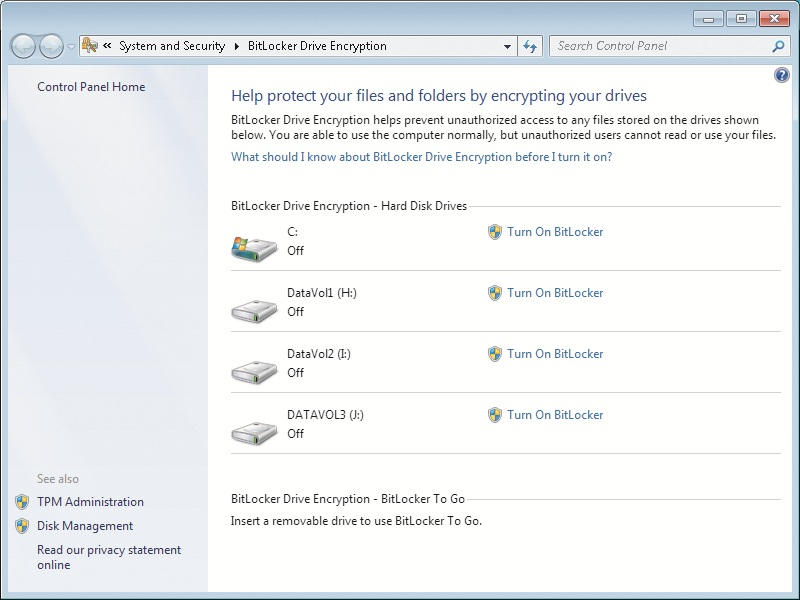 « System and Security ▸ BitLocker Drive Encryption
Search Control Panel
Control Panel Home
Help protect your files and folders by encrypting your drives
BitLocker Drive Encryption helps prevent unauthorized access to any files stored on the drives shown
below. You are able to use the computer normally, but unauthorized users cannot read or use your files.
What should I know about BitLocker Drive Encryption before I turn it on?
BitLocker Drive Encryption - Hard Disk Drives
C:
Off
Turn On BitLocker
DataVol1 (H:)
Off
Turn On BitLocker
DataVol2 (I:)
Off
Turn On BitLocker
DATAVOL3 (J:)
Off
Turn On BitLocker
BitLocker Drive Encryption - BitLocker To Go
Insert a removable drive to use BitLocker To Go.
See also
TPM Administration
Disk Management
Read our privacy statement
online